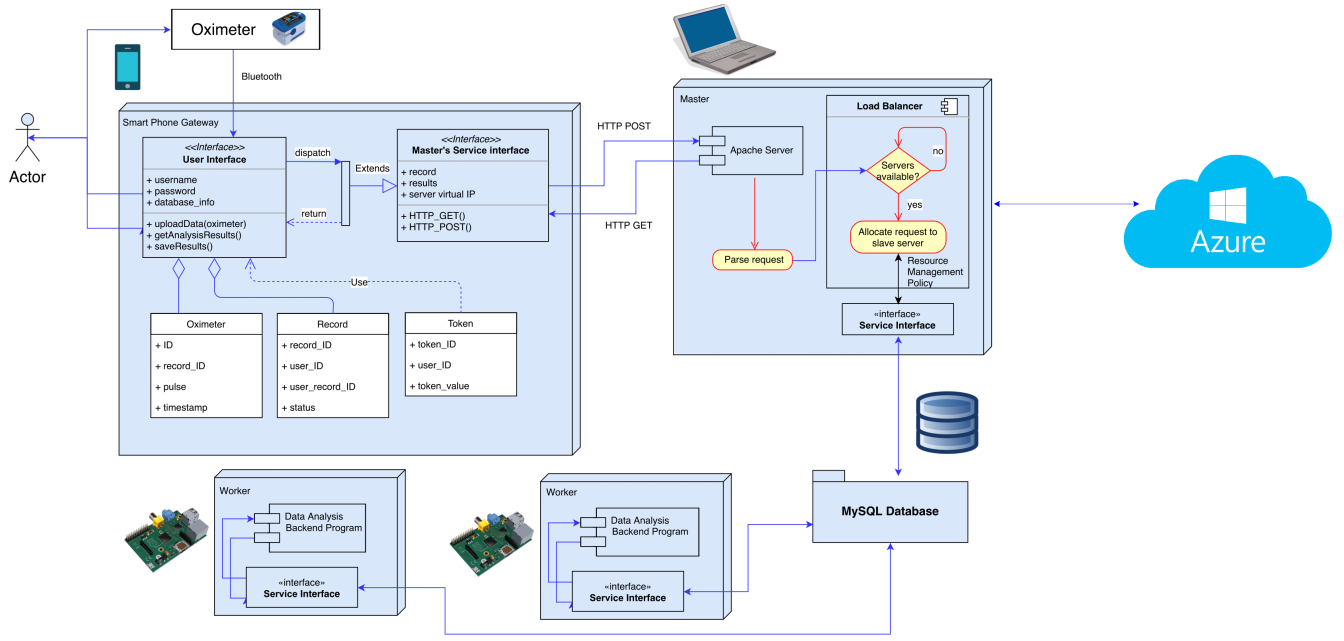 Oximeter
Bluetooth
Actor
Smart Phone Gateway
<<Interface>>
User Interface
+ username
+ password
+ database_info
+ uploadData(oximeter)
+ getAnalysisResults()
+ saveResults()
dispatch
return
Extends
<<Interface>>
Master's Service interface
+ record
+ results
+ server virtual IP
+ HTTP_GET()
+ HTTP_POST()
Use
Oximeter
+ ID
+ record_ID
+ pulse
+ timestamp
Record
+ record_ID
+ user_ID
+ user_record_ID
+ status
Token
+ token_ID
+ user_ID
+ token_value
HTTP POST
HTTP GET
Master
Apache Server
Parse request
Load Balancer
Servers
available?
no
yes
Allocate request to
slave server
Resource
Management
Policy
«interface»
Service Interface
Azure
MySQL Database
Worker
Data Analysis
Backend Program
«interface»
Service Interface
Worker
Data Analysis
Backend Program
«interface»
Service Interface